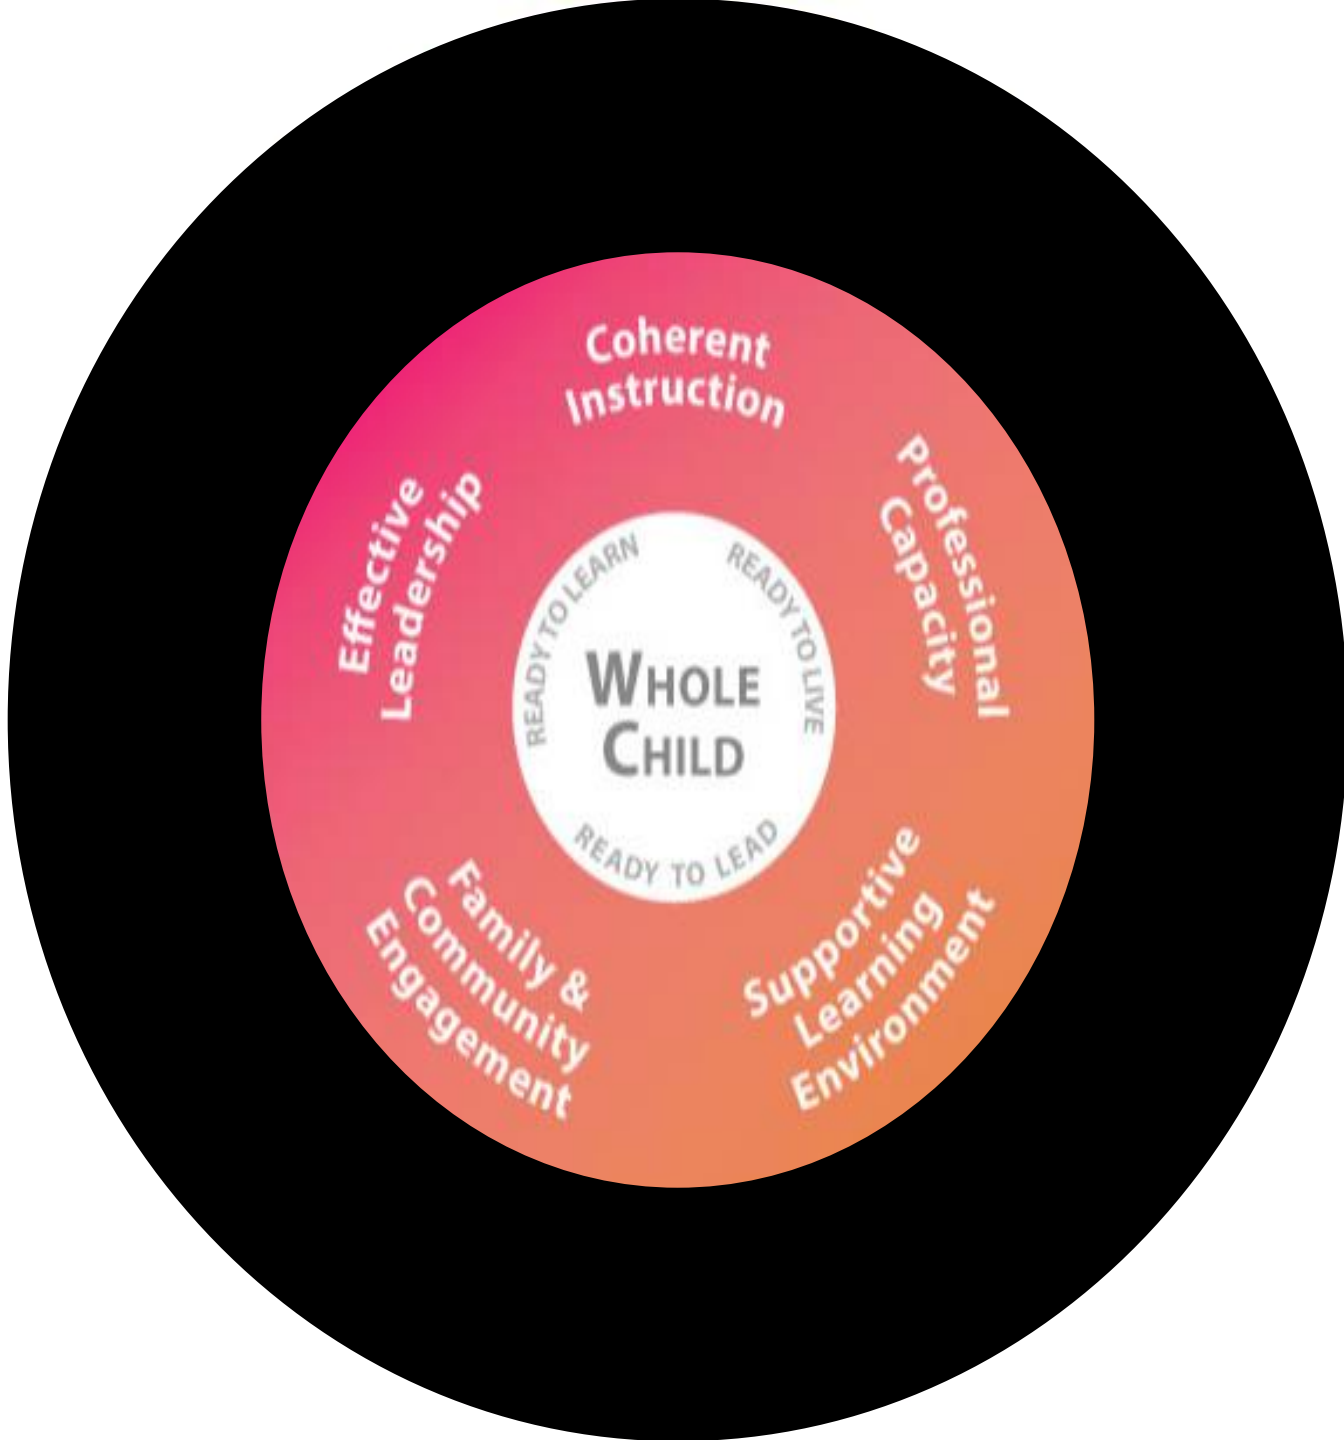 Coherent
Instruction
Professional
Capacity
Supportive
Learning
Environment
Family &
Community
Engagement
Effective
Leadership
READY TO LEARN
READY TO LIVE
READY TO LEAD
WHOLE
CHILD